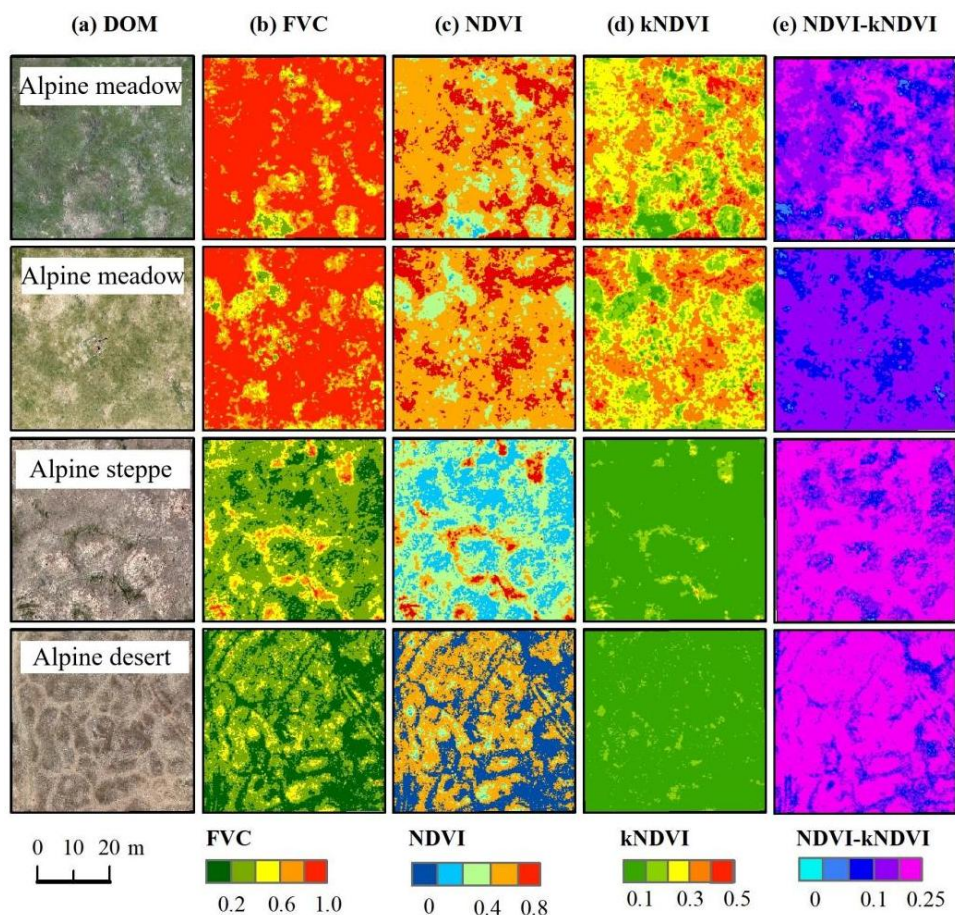 (a) DOM (b) FVC (c) NDVI (d) kNDVI (e) NDVI-kNDVI
Alpine meadow
Alpine meadow
Alpine steppe
Alpine desert
0 10 20 m
FVC
0.2 0.6 1.0
NDVI
0 0.4 0.8
kNDVI
0.1 0.3 0.5
NDVI-kNDVI
0 0.1 0.25